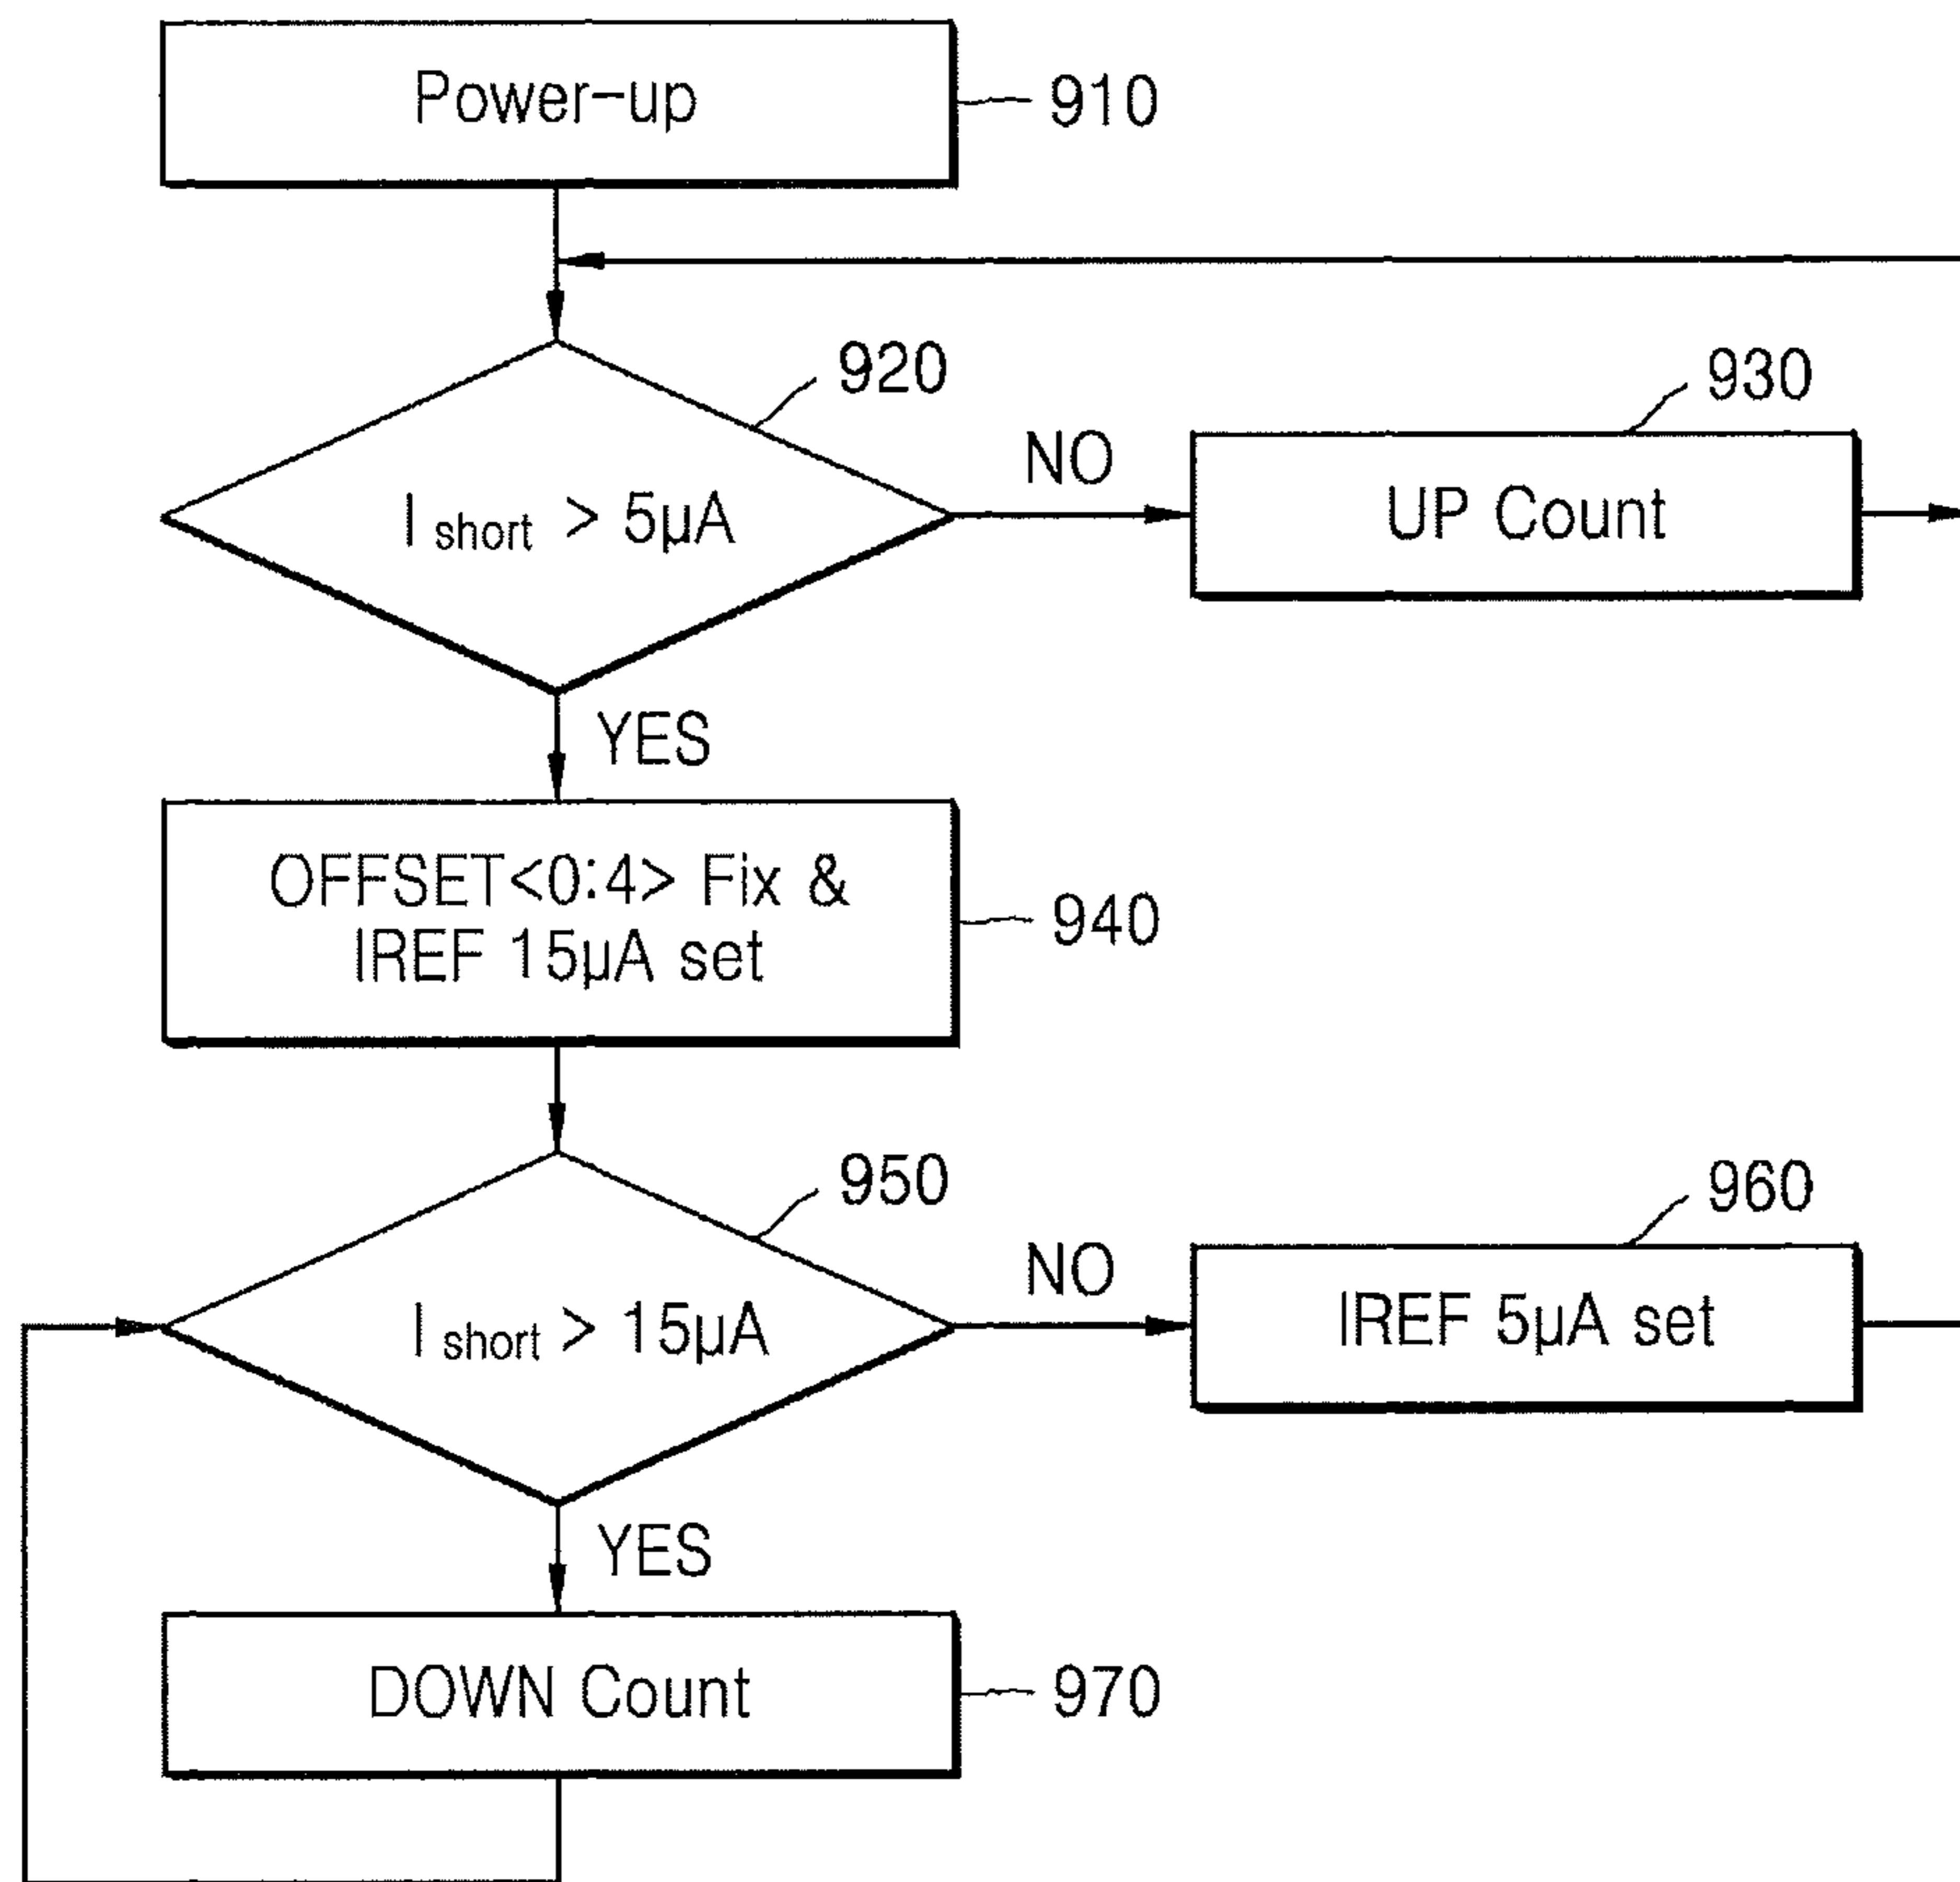 Power-up
910
920
I short > 5µA
NO
930
UP Count
YES
OFFSET<0:4> Fix &
IREF 15µA set
940
950
I short > 15µA
NO
960
IREF 5µA set
YES
DOWN Count
970